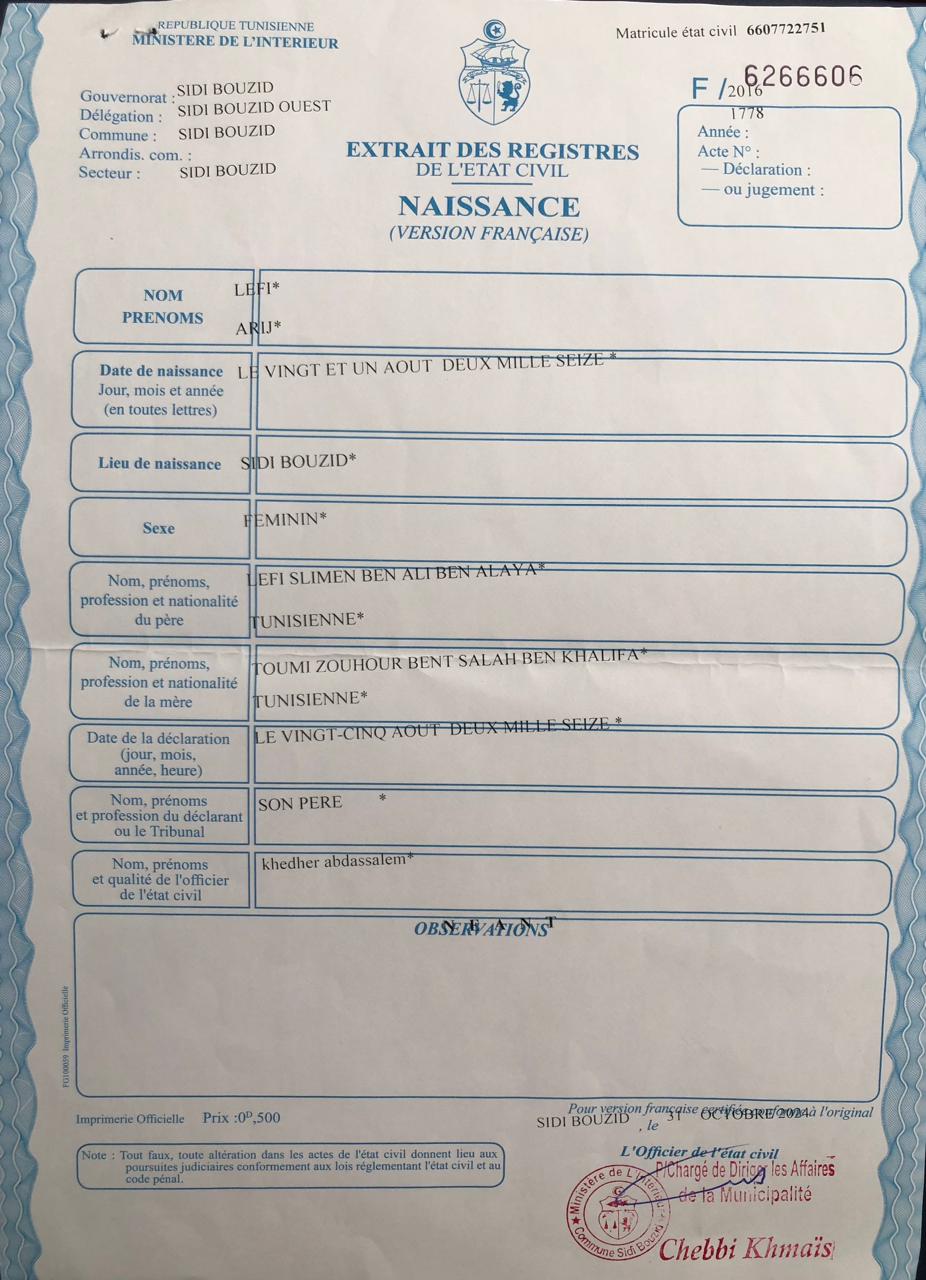 REPUBLIQUE TUNISIENNE
MINISTERE DE L'INTERIEUR
Matricule état civil 6607722751
F / 6266606
2016
1778
Gouvernorat : SIDI BOUZID
Délégation : SIDI BOUZID OUEST
Commune : SIDI BOUZID
Arrondis. com. :
Secteur : SIDI BOUZID
Année :
Acte N° :
— Déclaration :
— ou jugement :
EXTRAIT DES REGISTRES
DE L'ETAT CIVIL
NAISSANCE
(VERSION FRANÇAISE)
NOM LEFI*
PRENOMS ARIJ*
Date de naissance LE VINGT ET UN AOUT DEUX MILLE SEIZE *
Jour, mois et année
(en toutes lettres)
Lieu de naissance SIDI BOUZID*
Sexe FEMININ*
Nom, prénoms, LEFI SLIMEN BEN ALI BEN ALAYA*
profession et nationalité
du père TUNISIENNE*
Nom, prénoms, TOUMI ZOUHOUR BENT SALAH BEN KHALIFA*
profession et nationalité
de la mère TUNISIENNE*
Date de la déclaration LE VINGT-CINQ AOUT DEUX MILLE SEIZE *
(jour, mois,
année, heure)
Nom, prénoms SON PERE *
et profession du déclarant
ou le Tribunal
Nom, prénoms khedher abdassalem*
et qualité de l'officier
de l'état civil
OBSERVATIONS
N E A N T
FG100059 Imprimerie Officielle
Imprimerie Officielle Prix :0ᴰ,500
Pour version française certifiée conforme à l'original
SIDI BOUZID , le 31 OCTOBRE 2024
Note : Tout faux, toute altération dans les actes de l'état civil donnent lieu aux
poursuites judiciaires conformement aux lois réglementant l'état civil et au
code pénal.
L'Officier de l'état civil
P/Chargé de Diriger les Affaires
de la Municipalité
Ministère de L'Intérieur
Commune Sidi Bouzid
Chebbi Khmaïs